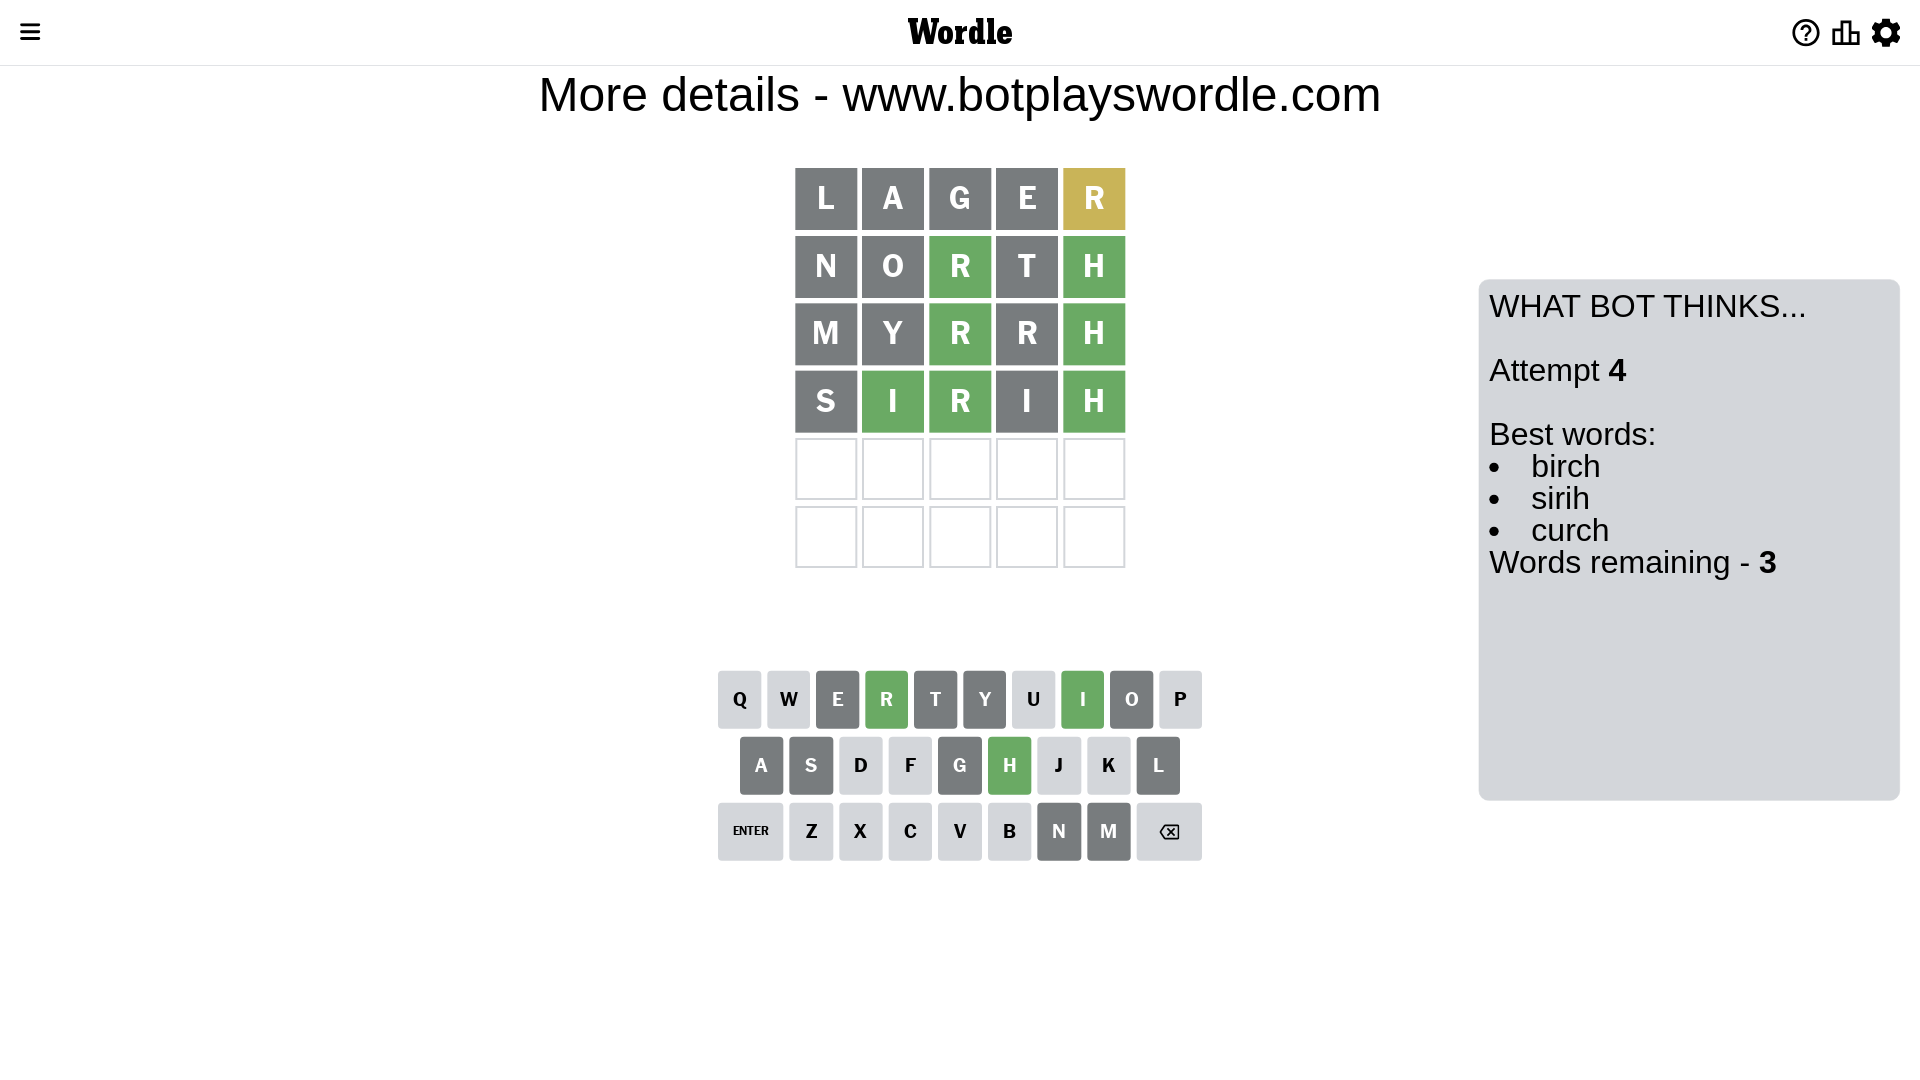 Wordle
More details - www.botplayswordle.com
L A G E R
N O R T H
M Y R R H
S I R I H
WHAT BOT THINKS...
Attempt 4
Best words:
• birch
• sirih
• curch
Words remaining - 3
Q W E R T Y U I O P
A S D F G H J K L
ENTER Z X C V B N M